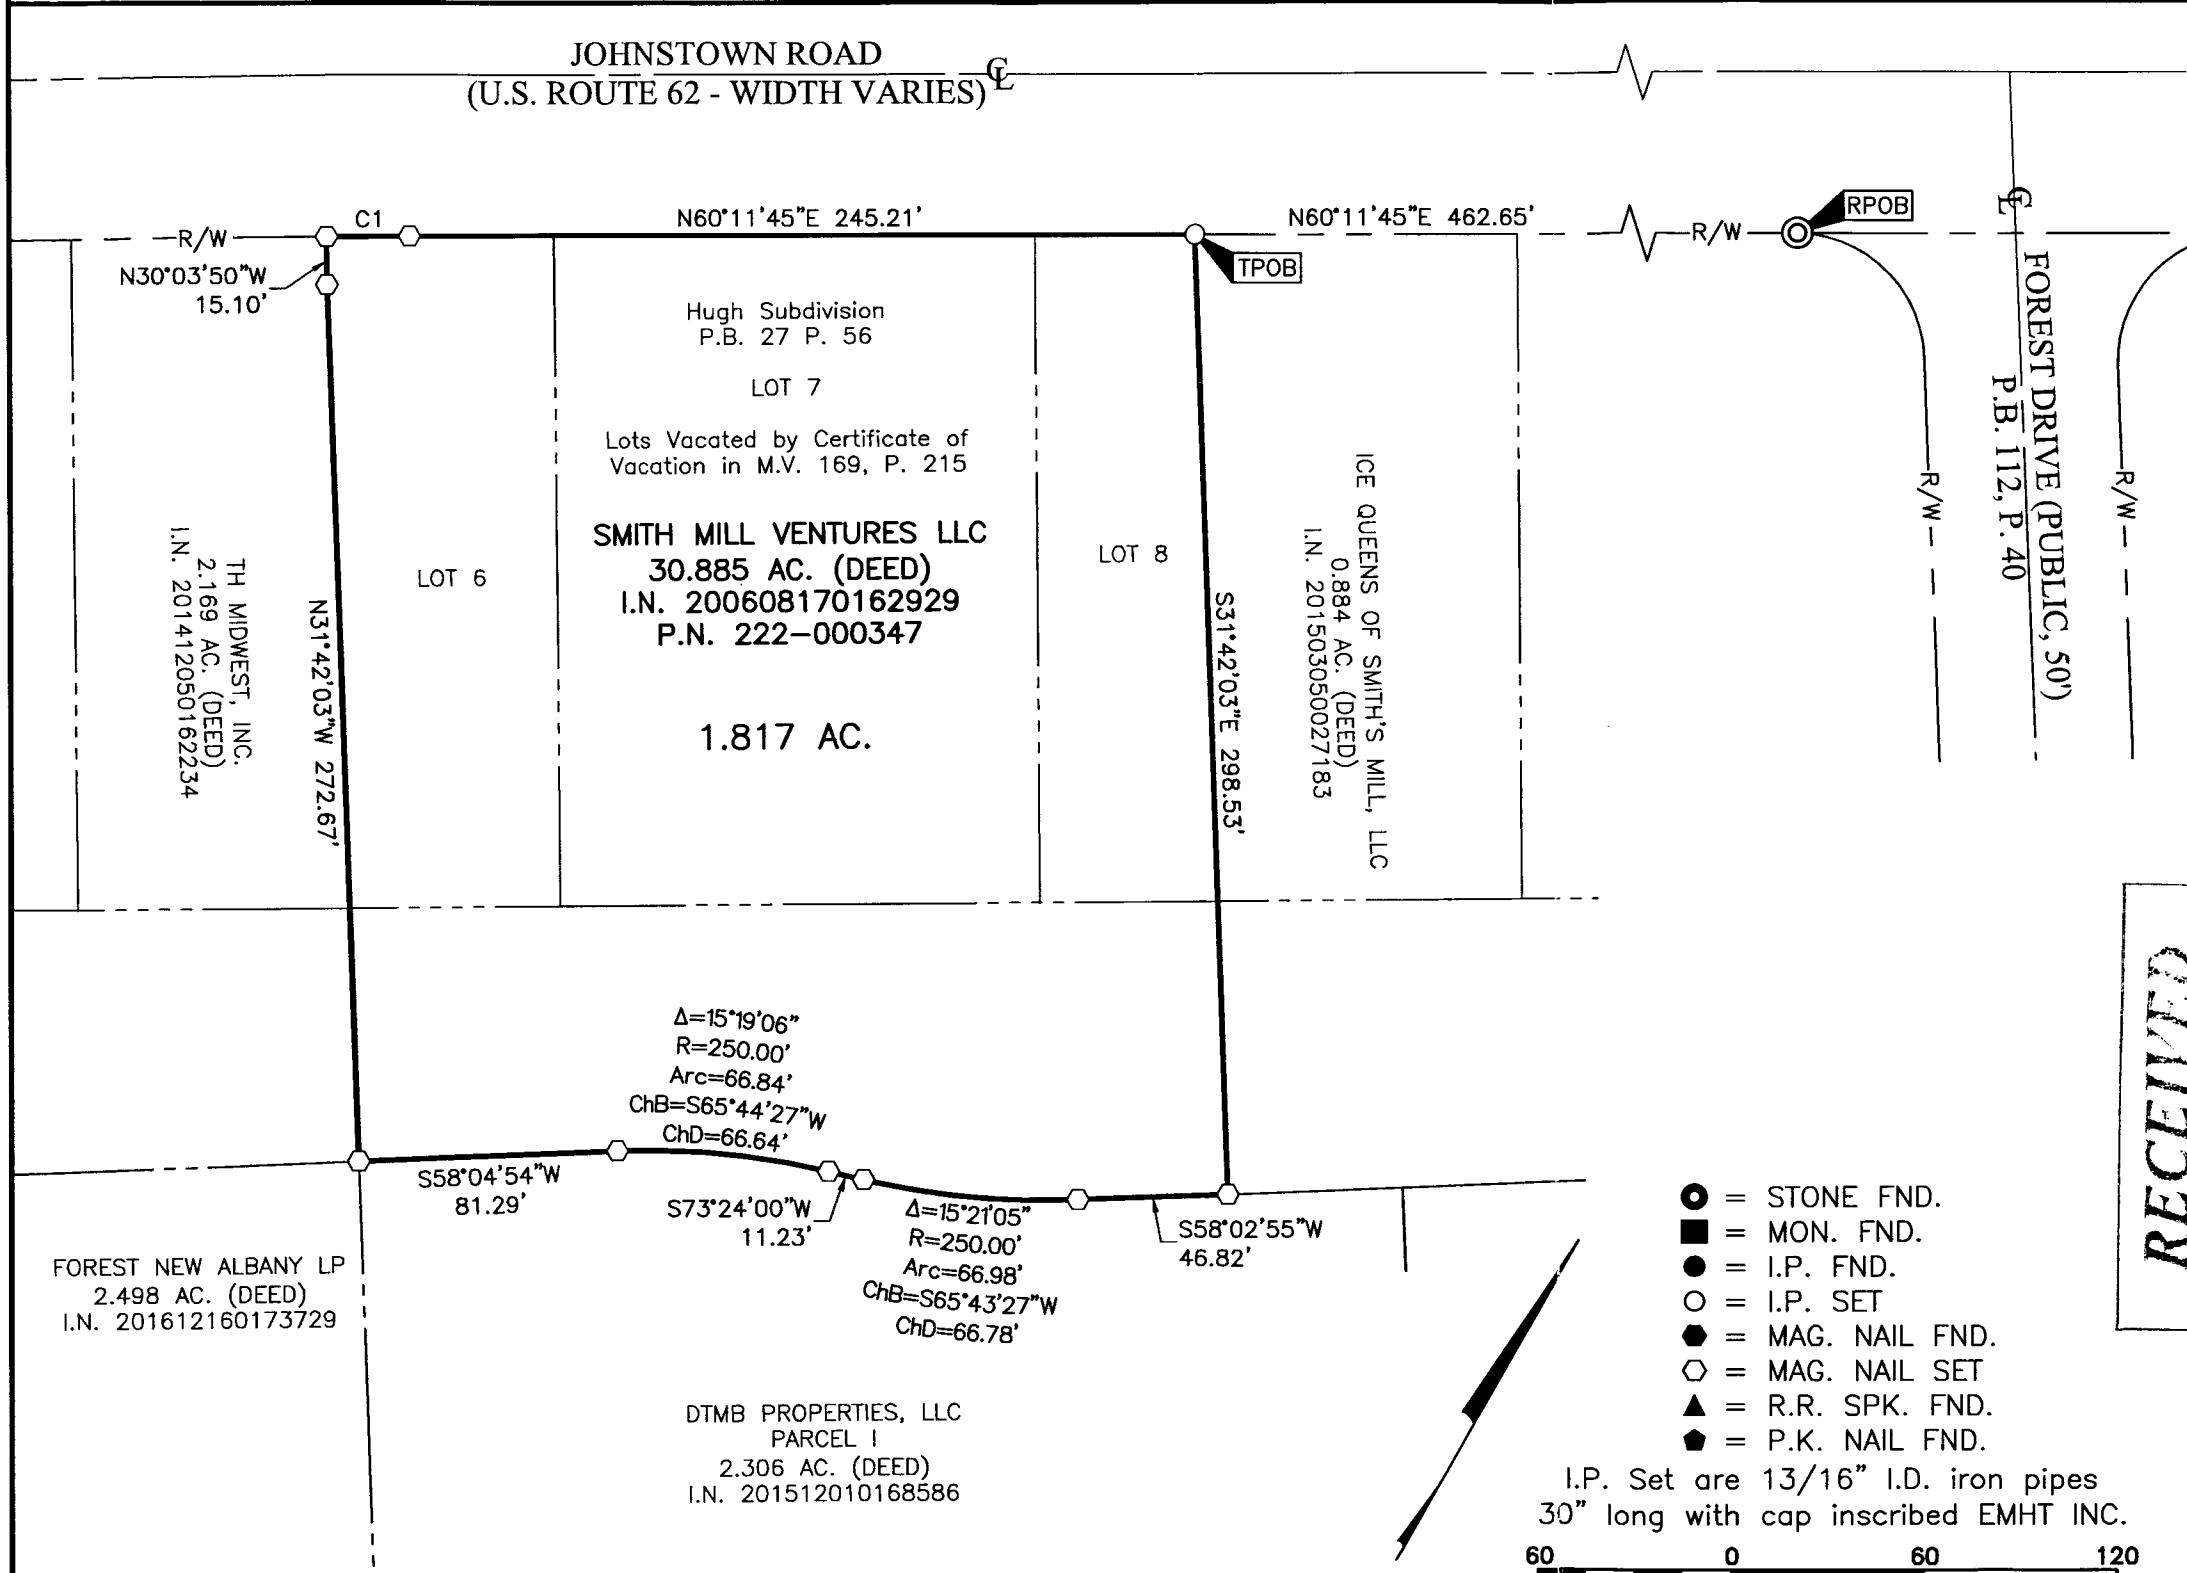 JOHNSTOWN ROAD
(U.S. ROUTE 62 - WIDTH VARIES)
℄
RPOB
C1
N60°11'45"E 245.21'
N60°11'45"E 462.65'
R/W
R/W
℄
N30°03'50"W
15.10'
TPOB
FOREST DRIVE (PUBLIC, 50')
P.B. 112, P. 40
R/W
R/W
Hugh Subdivision
P.B. 27 P. 56
LOT 7
Lots Vacated by Certificate of
Vacation in M.V. 169, P. 215
SMITH MILL VENTURES LLC
30.885 AC. (DEED)
I.N. 200608170162929
P.N. 222-000347
1.817 AC.
LOT 6
LOT 8
TH MIDWEST, INC.
2.169 AC. (DEED)
I.N. 201412050162234
N31°42'03"W 272.67'
S31°42'03"E 298.53'
ICE QUEENS OF SMITH'S MILL, LLC
0.884 AC. (DEED)
I.N. 201503050027183
RECEIVED
Δ=15°19'06"
R=250.00'
Arc=66.84'
ChB=S65°44'27"W
ChD=66.64'
S58°04'54"W
81.29'
S73°24'00"W
11.23'
Δ=15°21'05"
R=250.00'
Arc=66.98'
ChB=S65°43'27"W
ChD=66.78'
S58°02'55"W
46.82'
FOREST NEW ALBANY LP
2.498 AC. (DEED)
I.N. 201612160173729
DTMB PROPERTIES, LLC
PARCEL I
2.306 AC. (DEED)
I.N. 201512010168586
= STONE FND.
= MON. FND.
= I.P. FND.
= I.P. SET
= MAG. NAIL FND.
= MAG. NAIL SET
= R.R. SPK. FND.
= P.K. NAIL FND.
I.P. Set are 13/16" I.D. iron pipes
30" long with cap inscribed EMHT INC.
60 0 60 120